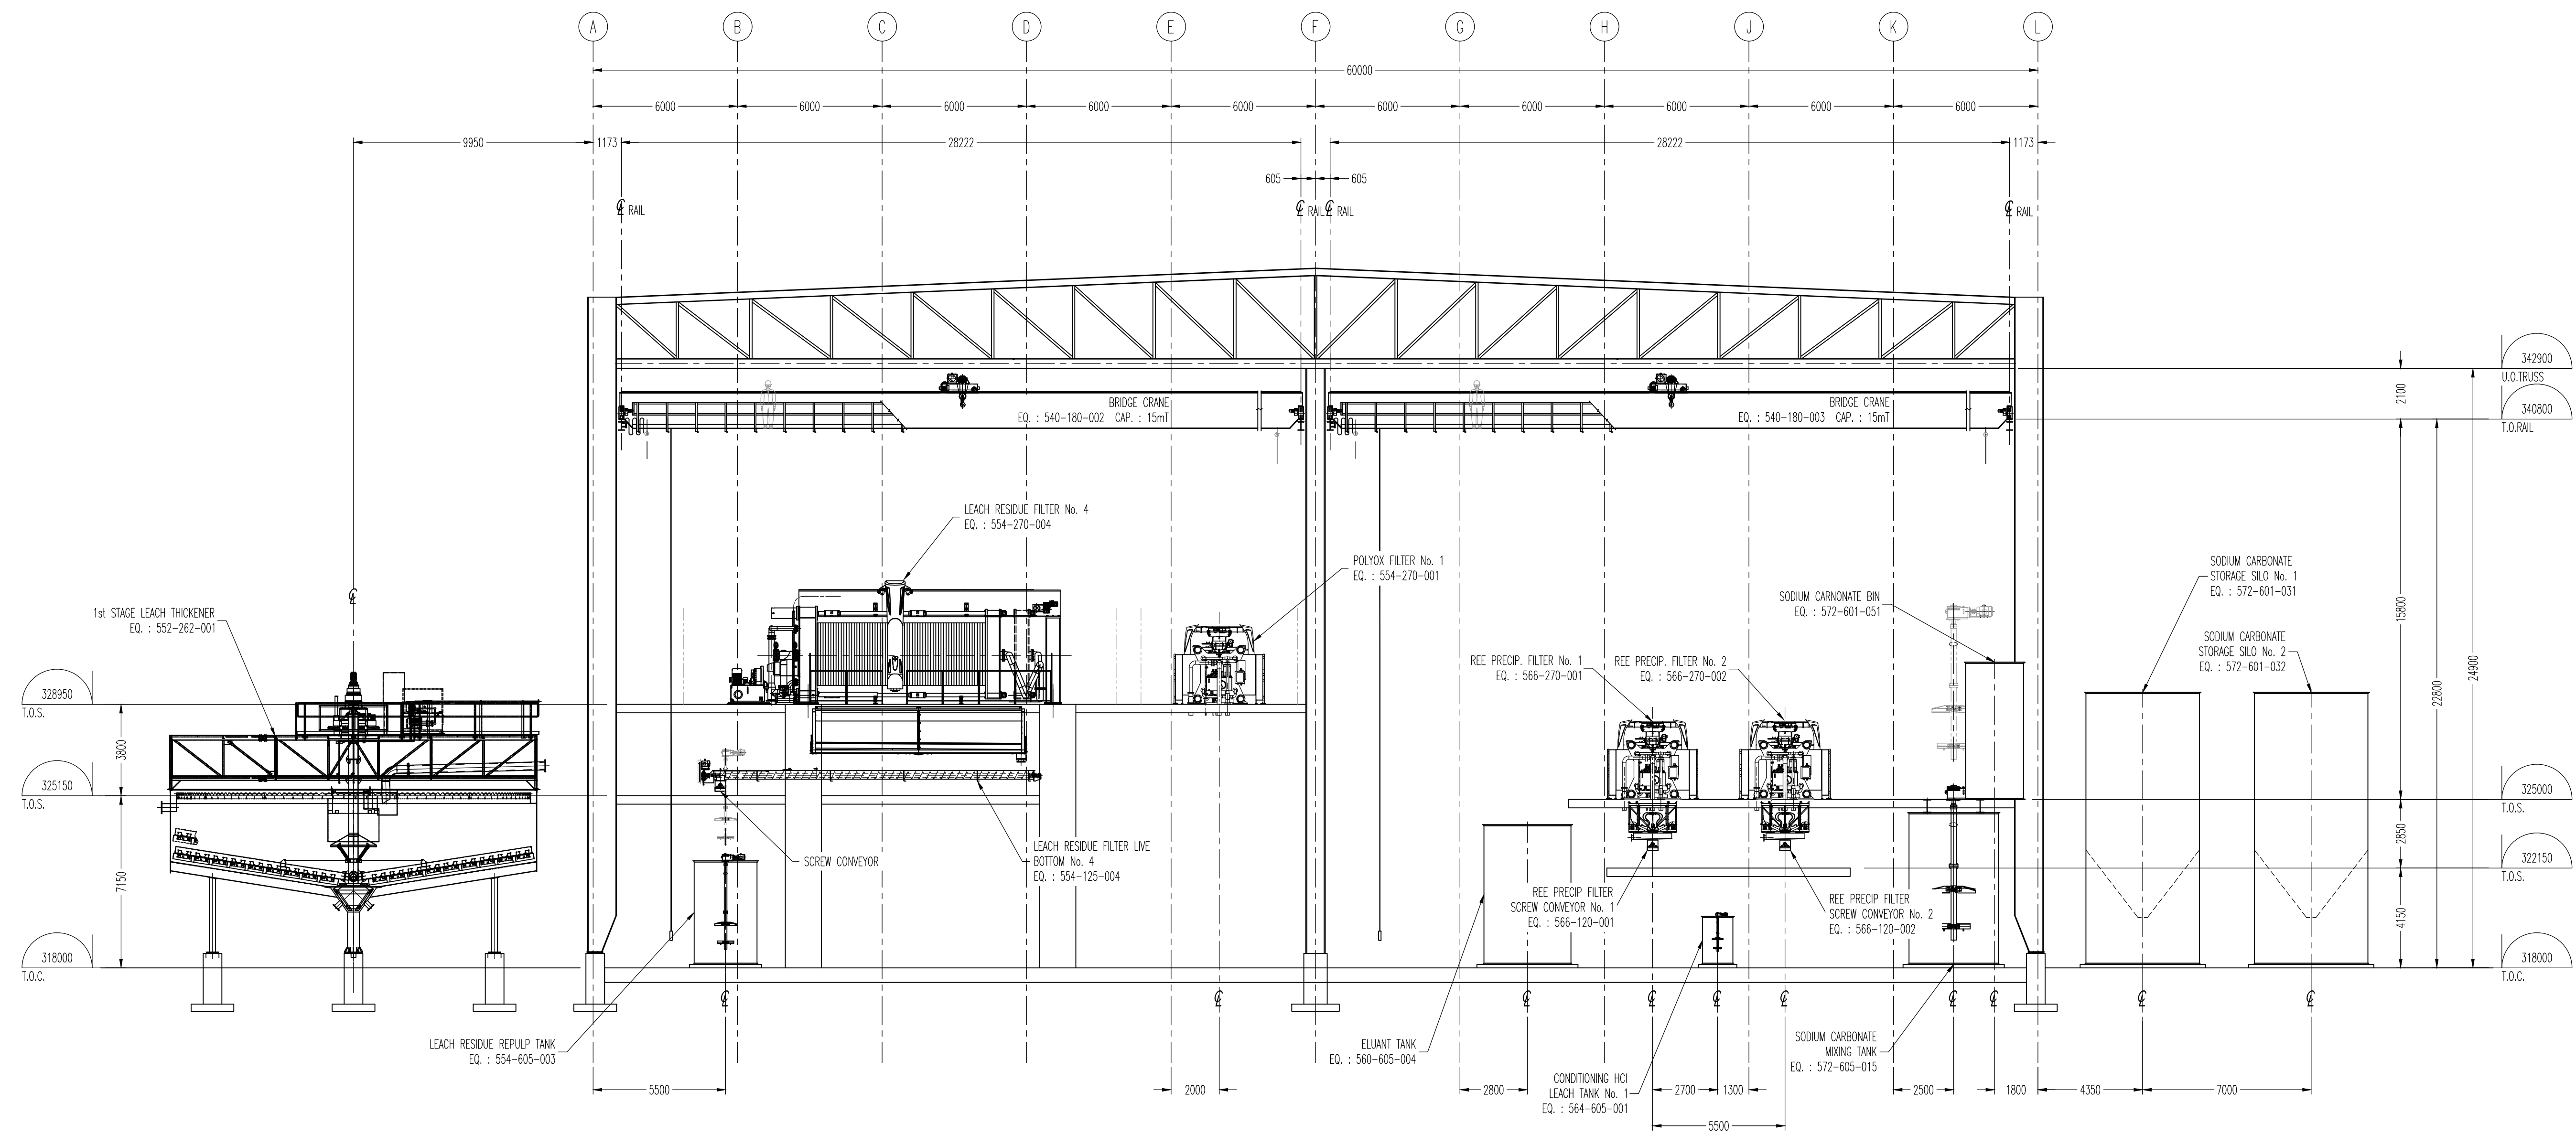 A
B
C
D
E
F
G
H
J
K
L
60000
6000
6000
6000
6000
6000
6000
6000
6000
6000
6000
9950
1173
28222
28222
1173
605
605
℄ RAIL
℄ RAIL
℄ RAIL
℄ RAIL
342900
U.O.TRUSS
2100
340800
T.O.RAIL
BRIDGE CRANE
EQ. : 540-180-002 CAP. : 15mT
BRIDGE CRANE
EQ. : 540-180-003 CAP. : 15mT
LEACH RESIDUE FILTER No. 4
EQ. : 554-270-004
POLYOX FILTER No. 1
EQ. : 554-270-001
SODIUM CARBONATE
STORAGE SILO No. 1
EQ. : 572-601-031
SODIUM CARNONATE BIN
EQ. : 572-601-051
SODIUM CARBONATE
STORAGE SILO No. 2
EQ. : 572-601-032
℄
1st STAGE LEACH THICKENER
EQ. : 552-262-001
REE PRECIP. FILTER No. 1
EQ. : 566-270-001
REE PRECIP. FILTER No. 2
EQ. : 566-270-002
15800
24900
22800
328950
T.O.S.
3800
325150
T.O.S.
7150
318000
T.O.C.
325000
T.O.S.
2850
322150
T.O.S.
4150
318000
T.O.C.
SCREW CONVEYOR
LEACH RESIDUE FILTER LIVE
BOTTOM No. 4
EQ. : 554-125-004
REE PRECIP FILTER
SCREW CONVEYOR No. 1
EQ. : 566-120-001
REE PRECIP FILTER
SCREW CONVEYOR No. 2
EQ. : 566-120-002
℄
℄
℄
℄
℄
℄
℄
℄
℄
℄
LEACH RESIDUE REPULP TANK
EQ. : 554-605-003
ELUANT TANK
EQ. : 560-605-004
CONDITIONING HCl
LEACH TANK No. 1
EQ. : 564-605-001
SODIUM CARBONATE
MIXING TANK
EQ. : 572-605-015
5500
2000
2800
2700
1300
2500
1800
4350
7000
5500